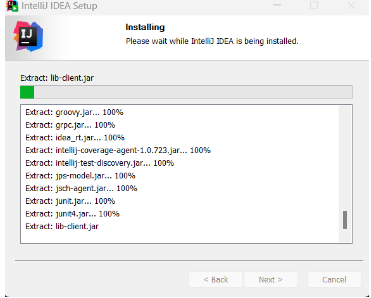 IntelliJ IDEA Setup
IJ
Installing
Please wait while IntelliJ IDEA is being installed.
Extract: lib-client.jar
Extract: groovy.jar... 100%
Extract: grpc.jar... 100%
Extract: idea_rt.jar... 100%
Extract: intellij-coverage-agent-1.0.723.jar... 100%
Extract: intellij-test-discovery.jar... 100%
Extract: jps-model.jar... 100%
Extract: jsch-agent.jar... 100%
Extract: junit.jar... 100%
Extract: junit4.jar... 100%
Extract: lib-client.jar
< Back Next > Cancel